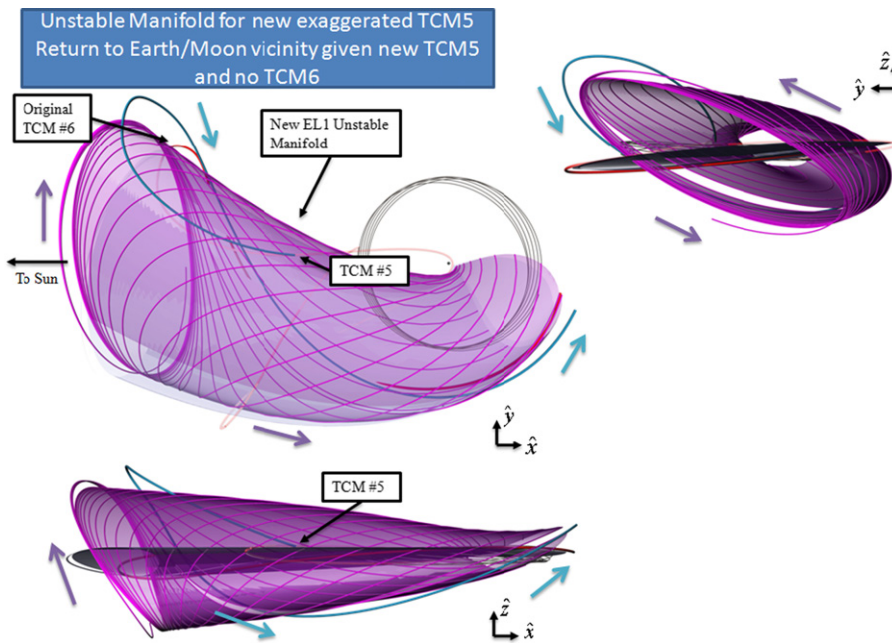 Unstable Manifold for new exaggerated TCM5
Return to Earth/Moon vicinity given new TCM5
and no TCM6
Original
TCM #6
New EL1 Unstable
Manifold
TCM #5
To Sun
ŷ
x̂
ẑ
ŷ
TCM #5
ẑ
x̂